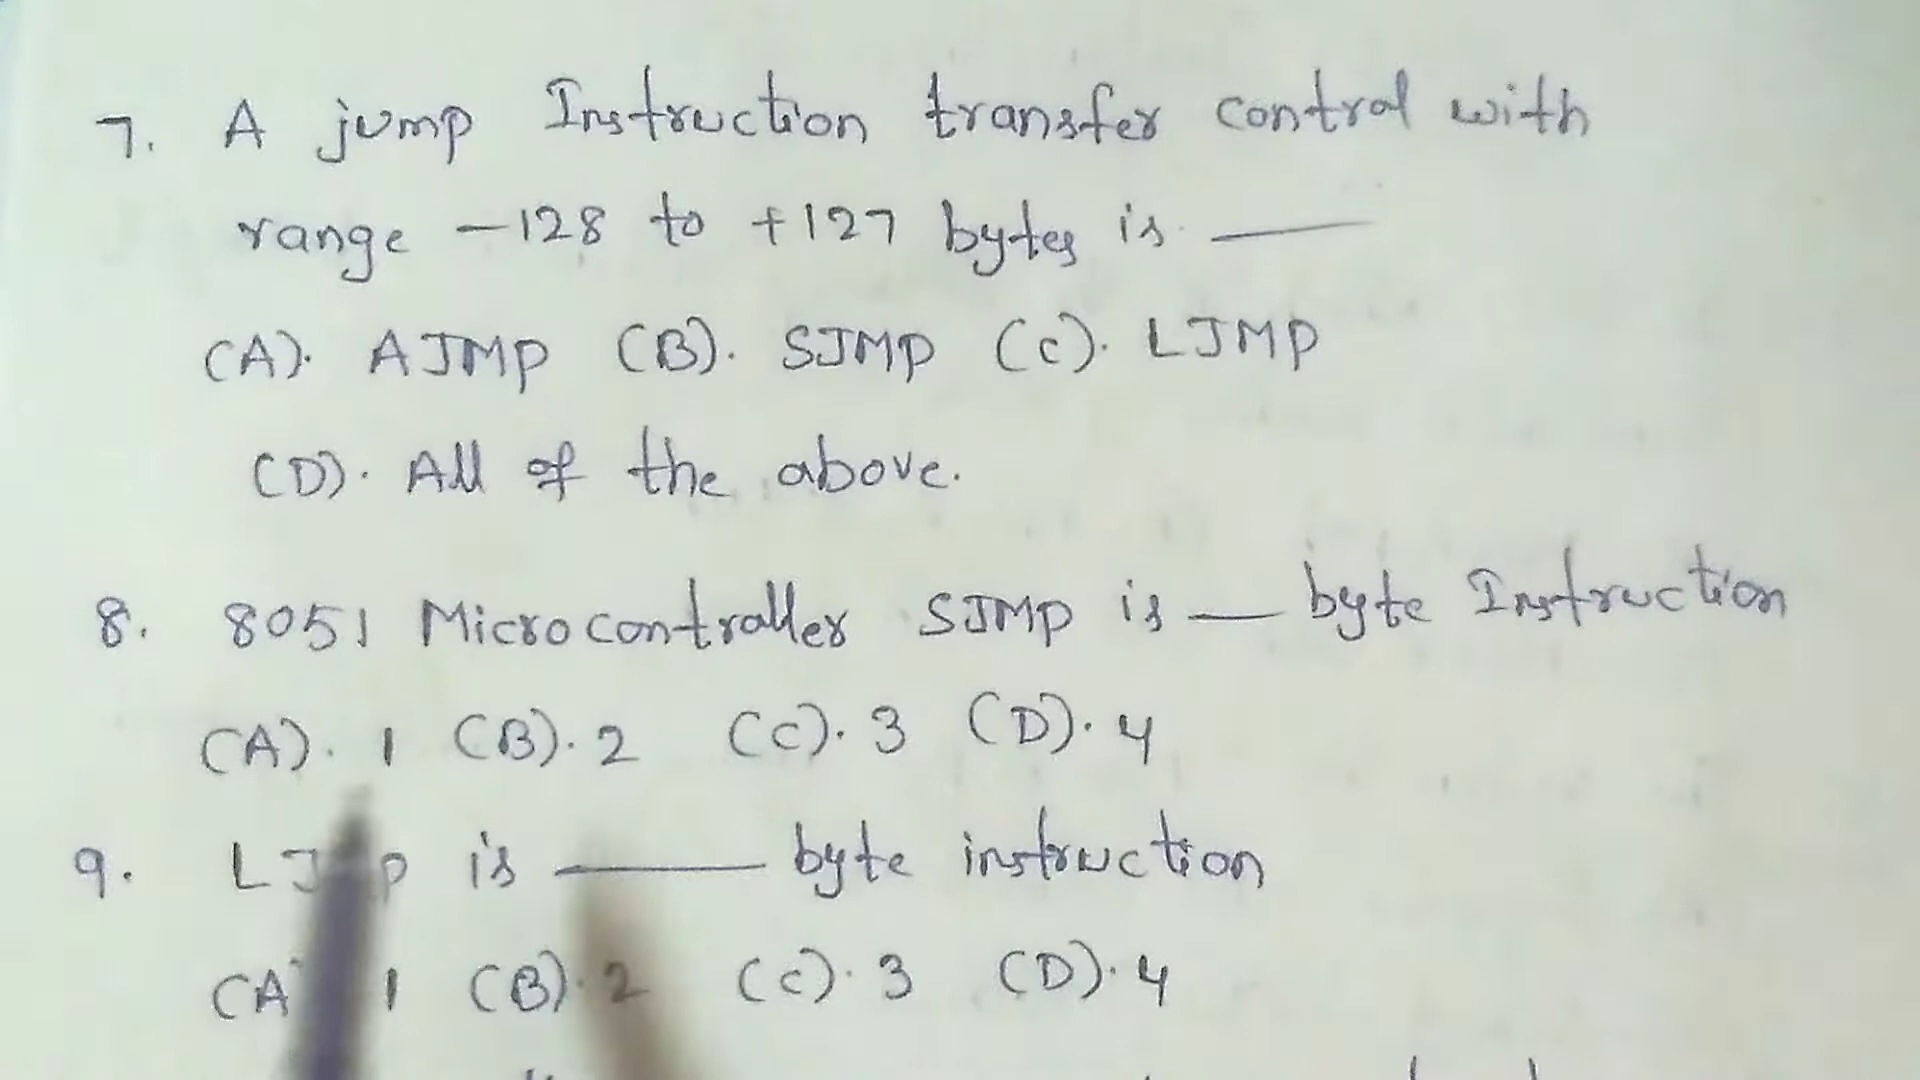 7. A jump Instruction transfer control with
range -128 to +127 bytes is ___
(A). AJMP (B). SJMP (C). LJMP
(D). All of the above.
8. 8051 Microcontroller SJMP is ___ byte Instruction
(A). 1 (B). 2 (C). 3 (D). 4
9. LJMP is ___ byte instruction
(A) 1 (B). 2 (C). 3 (D). 4